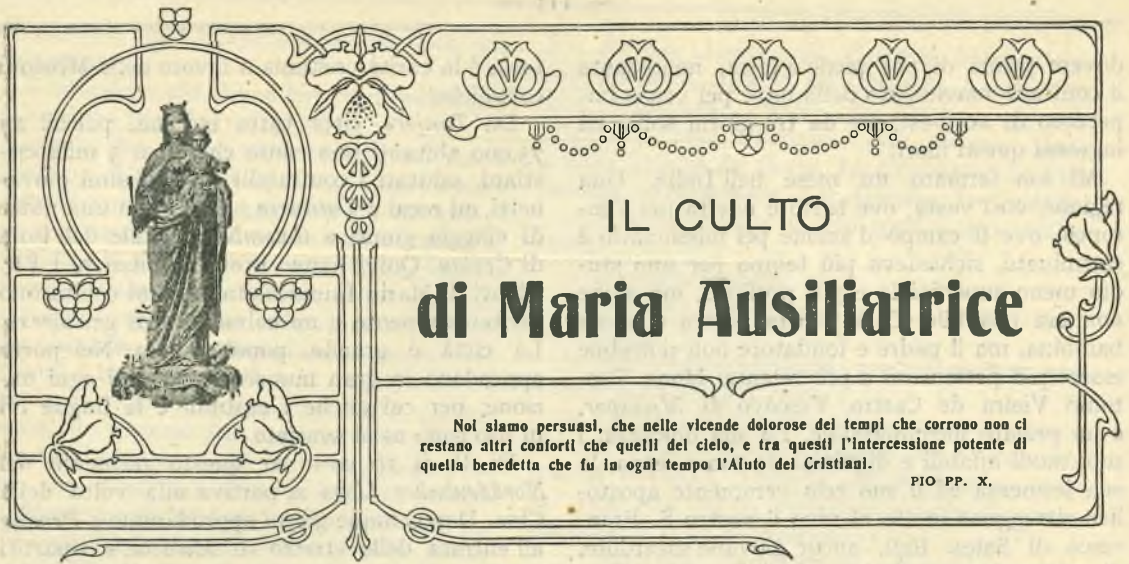 IL CULTO
di Maria Ausiliatrice
Noi siamo persuasi, che nelle vicende dolorose dei tempi che corrono non ci
restano altri conforti che quelli del cielo, e tra questi, l'intercessione potente di
quella benedetta che fu in ogni tempo l'Aiuto dei Cristiani.
PIO PP. X.